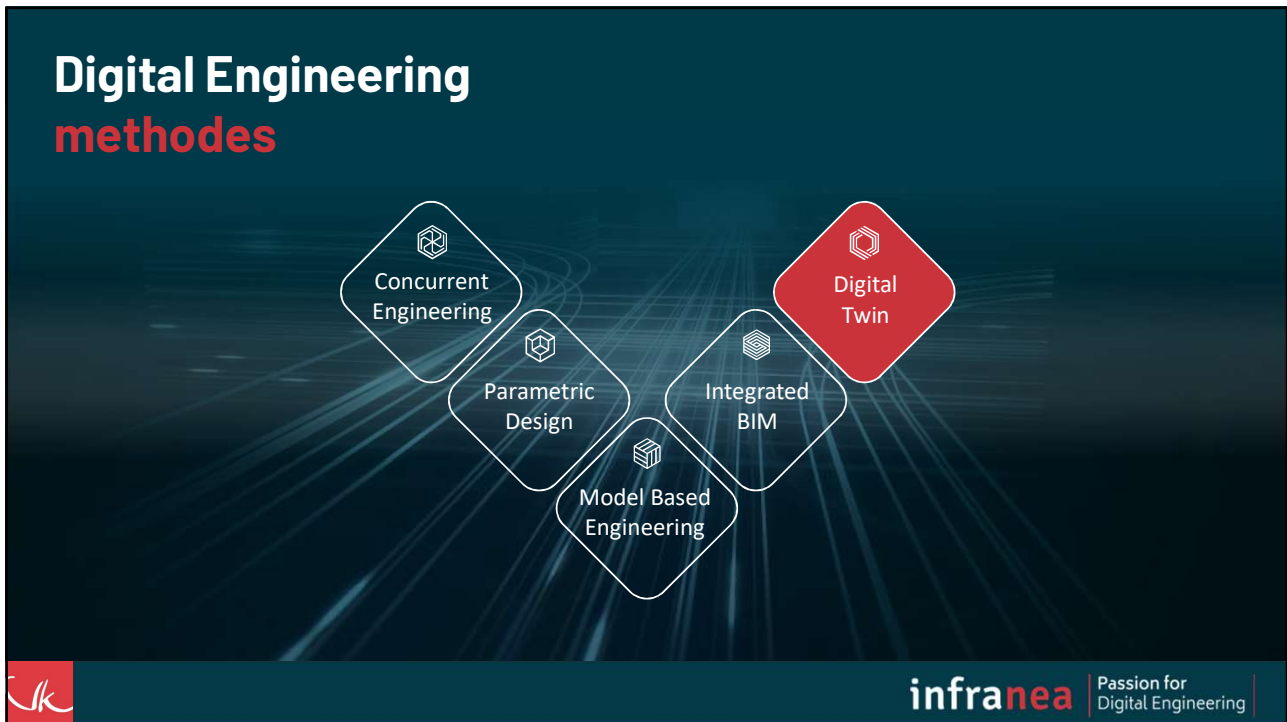 Digital Engineering
methodes
Concurrent
Engineering
Parametric
Design
Model Based
Engineering
Integrated
BIM
Digital
Twin
vk
infranea
Passion for
Digital Engineering